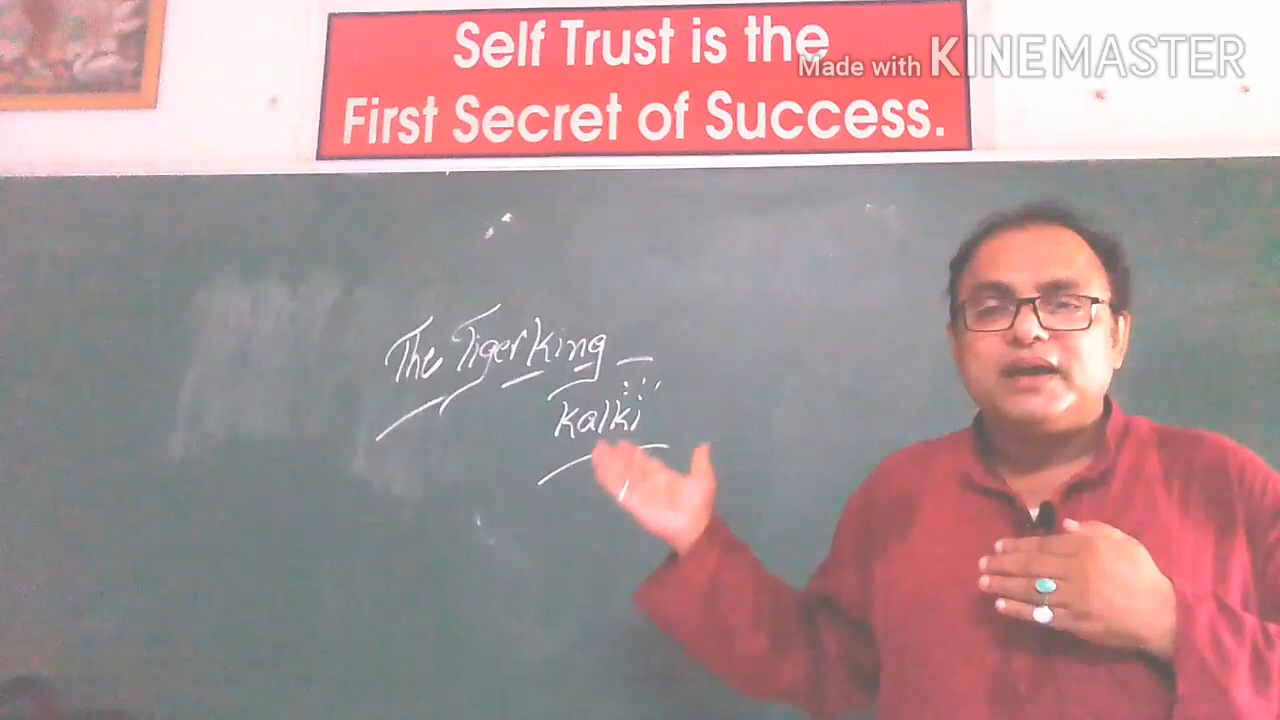 Self Trust is the
First Secret of Success.
Made with KINEMASTER
The Tiger King –
Kalki